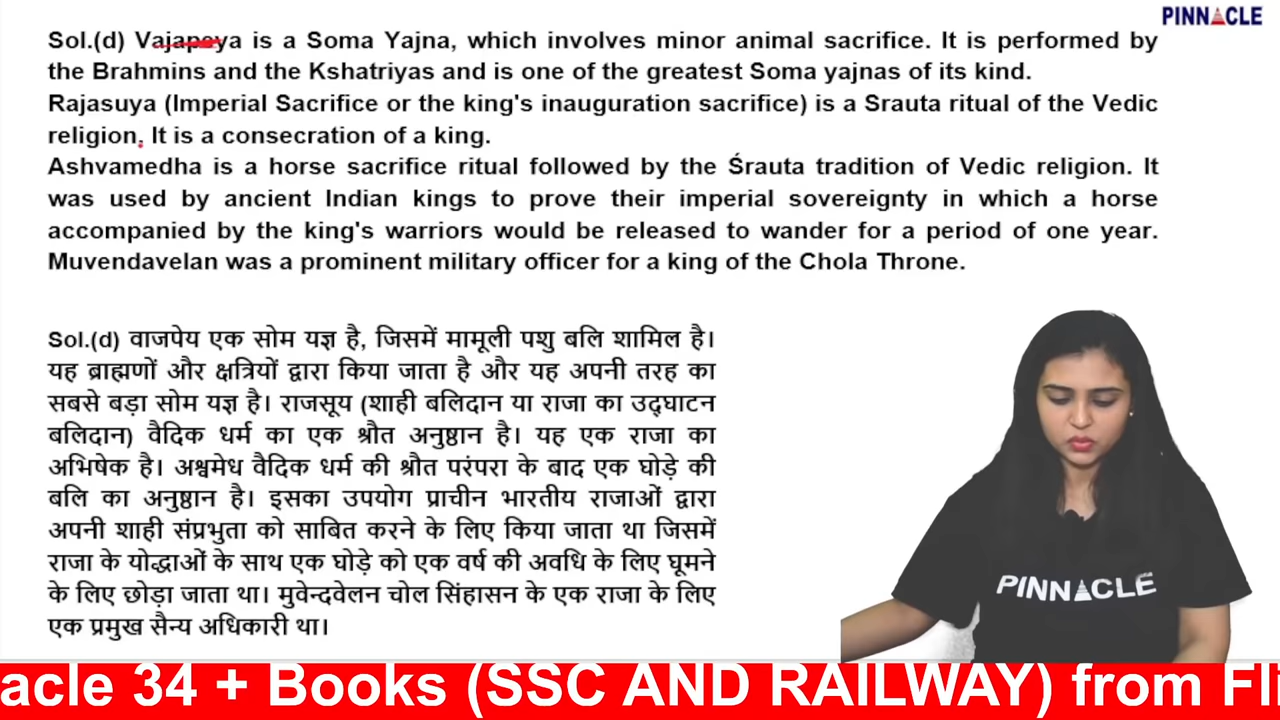 PINNACLE
Sol.(d) Vajapeya is a Soma Yajna, which involves minor animal sacrifice. It is performed by
the Brahmins and the Kshatriyas and is one of the greatest Soma yajnas of its kind.
Rajasuya (Imperial Sacrifice or the king's inauguration sacrifice) is a Srauta ritual of the Vedic
religion. It is a consecration of a king.
Ashvamedha is a horse sacrifice ritual followed by the Śrauta tradition of Vedic religion. It
was used by ancient Indian kings to prove their imperial sovereignty in which a horse
accompanied by the king's warriors would be released to wander for a period of one year.
Muvendavelan was a prominent military officer for a king of the Chola Throne.
Sol.(d) वाजपेय एक सोम यज्ञ है, जिसमें मामूली पशु बलि शामिल है।
यह ब्राह्मणों और क्षत्रियों द्वारा किया जाता है और यह अपनी तरह का
सबसे बड़ा सोम यज्ञ है। राजसूय (शाही बलिदान या राजा का उद्घाटन
बलिदान) वैदिक धर्म का एक श्रौत अनुष्ठान है। यह एक राजा का
अभिषेक है। अश्वमेध वैदिक धर्म की श्रौत परंपरा के बाद एक घोड़े की
बलि का अनुष्ठान है। इसका उपयोग प्राचीन भारतीय राजाओं द्वारा
अपनी शाही संप्रभुता को साबित करने के लिए किया जाता था जिसमें
राजा के योद्धाओं के साथ एक घोड़े को एक वर्ष की अवधि के लिए घूमने
के लिए छोड़ा जाता था। मुवेन्दवेलन चोल सिंहासन के एक राजा के लिए
एक प्रमुख सैन्य अधिकारी था।
PINNACLE
acle 34 + Books (SSC AND RAILWAY) from Fli